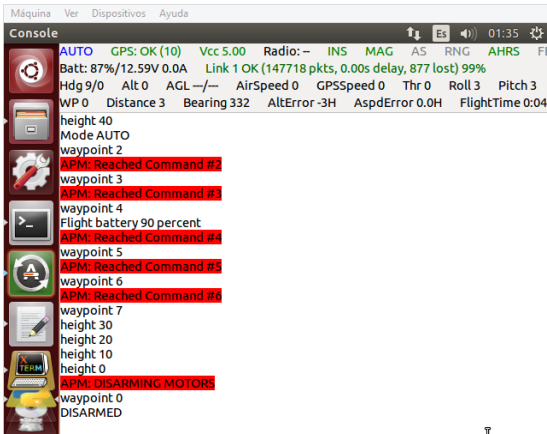 Máquina Ver Dispositivos Ayuda
Console Es 01:35
AUTO GPS: OK (10) Vcc 5.00 Radio: -- INS MAG AS RNG AHRS
Batt: 87%/12.59V 0.0A Link 1 OK (147718 pkts, 0.00s delay, 877 lost) 99%
Hdg 9/0 Alt 0 AGL ---/--- AirSpeed 0 GPSSpeed 0 Thr 0 Roll 3 Pitch 3
WP 0 Distance 3 Bearing 332 AltError -3H AspdError 0.0H FlightTime 0:04
height 40
Mode AUTO
waypoint 2
APM: Reached Command #2
waypoint 3
APM: Reached Command #3
waypoint 4
Flight battery 90 percent
APM: Reached Command #4
waypoint 5
APM: Reached Command #5
waypoint 6
APM: Reached Command #6
waypoint 7
height 30
height 20
height 10
height 0
APM: DISARMING MOTORS
waypoint 0
DISARMED
X
TERM